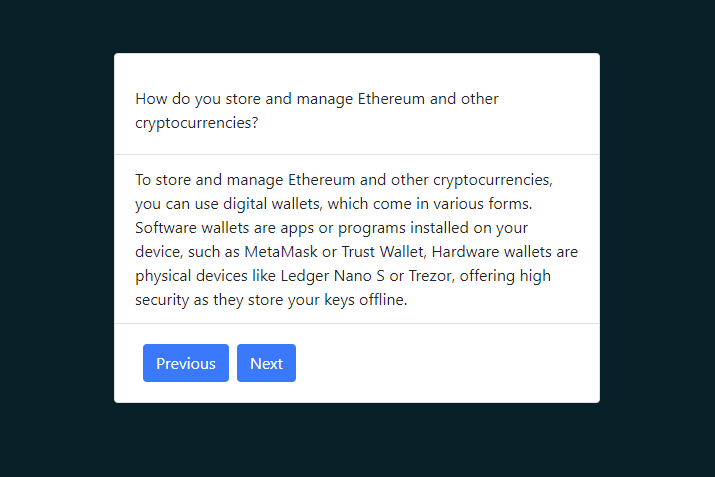 How do you store and manage Ethereum and other
cryptocurrencies?
To store and manage Ethereum and other cryptocurrencies,
you can use digital wallets, which come in various forms.
Software wallets are apps or programs installed on your
device, such as MetaMask or Trust Wallet, Hardware wallets are
physical devices like Ledger Nano S or Trezor, offering high
security as they store your keys offline.
Previous Next